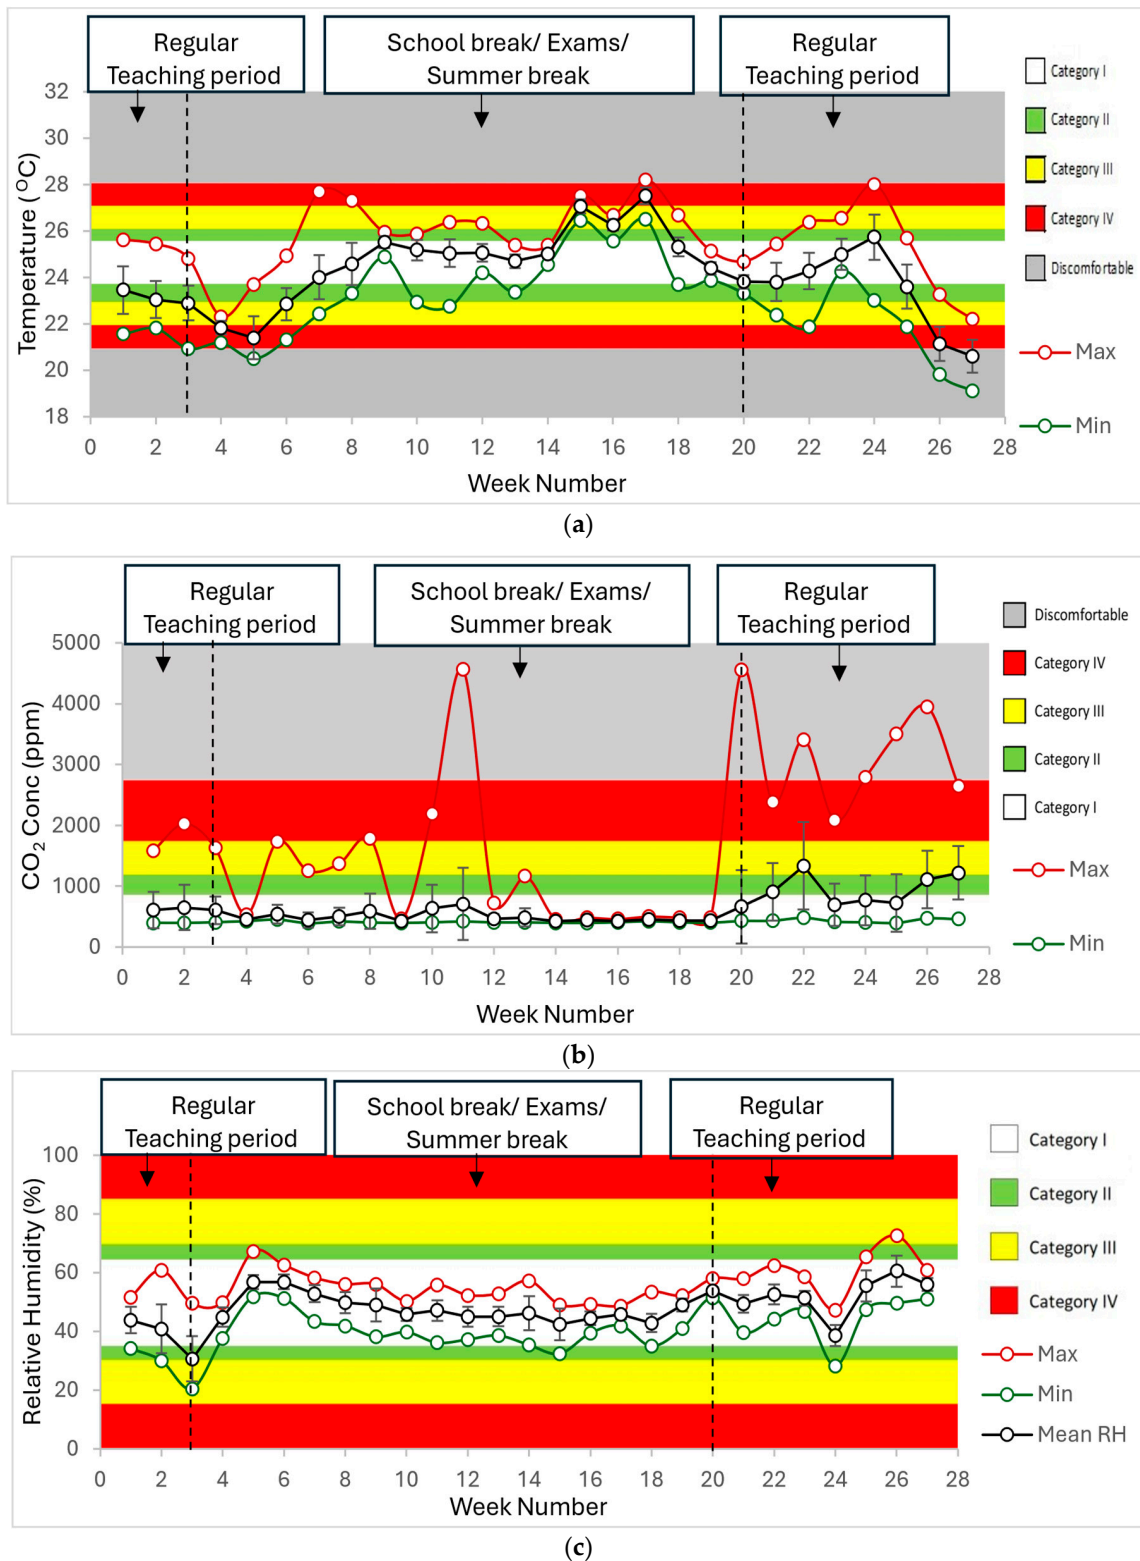 Regular
Teaching period
School break/ Exams/
Summer break
Regular
Teaching period
Category I
Category II
Category III
Category IV
Discomfortable
Max
Min
Temperature (ᴼC)
32
30
28
26
24
22
20
18
0 2 4 6 8 10 12 14 16 18 20 22 24 26 28
Week Number
(a)
Regular
Teaching period
School break/ Exams/
Summer break
Regular
Teaching period
Discomfortable
Category IV
Category III
Category II
Category I
Max
Min
CO₂ Conc (ppm)
5000
4000
3000
2000
1000
0
0 2 4 6 8 10 12 14 16 18 20 22 24 26 28
Week Number
(b)
Regular
Teaching period
School break/ Exams/
Summer break
Regular
Teaching period
Category I
Category II
Category III
Category IV
Max
Min
Mean RH
Relative Humidity (%)
100
80
60
40
20
0
0 2 4 6 8 10 12 14 16 18 20 22 24 26 28
Week Number
(c)